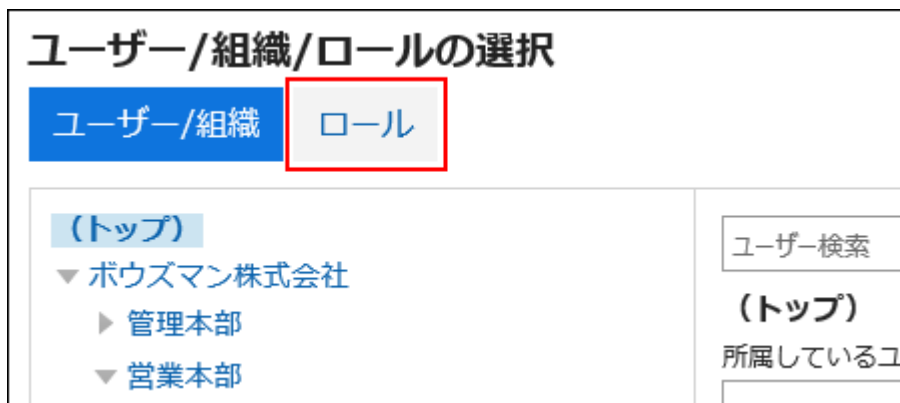 ユーザー/組織/ロールの選択
ユーザー/組織 ロール
(トップ)
ボウズマン株式会社
管理本部
営業本部
ユーザー検索
(トップ)
所属しているユ